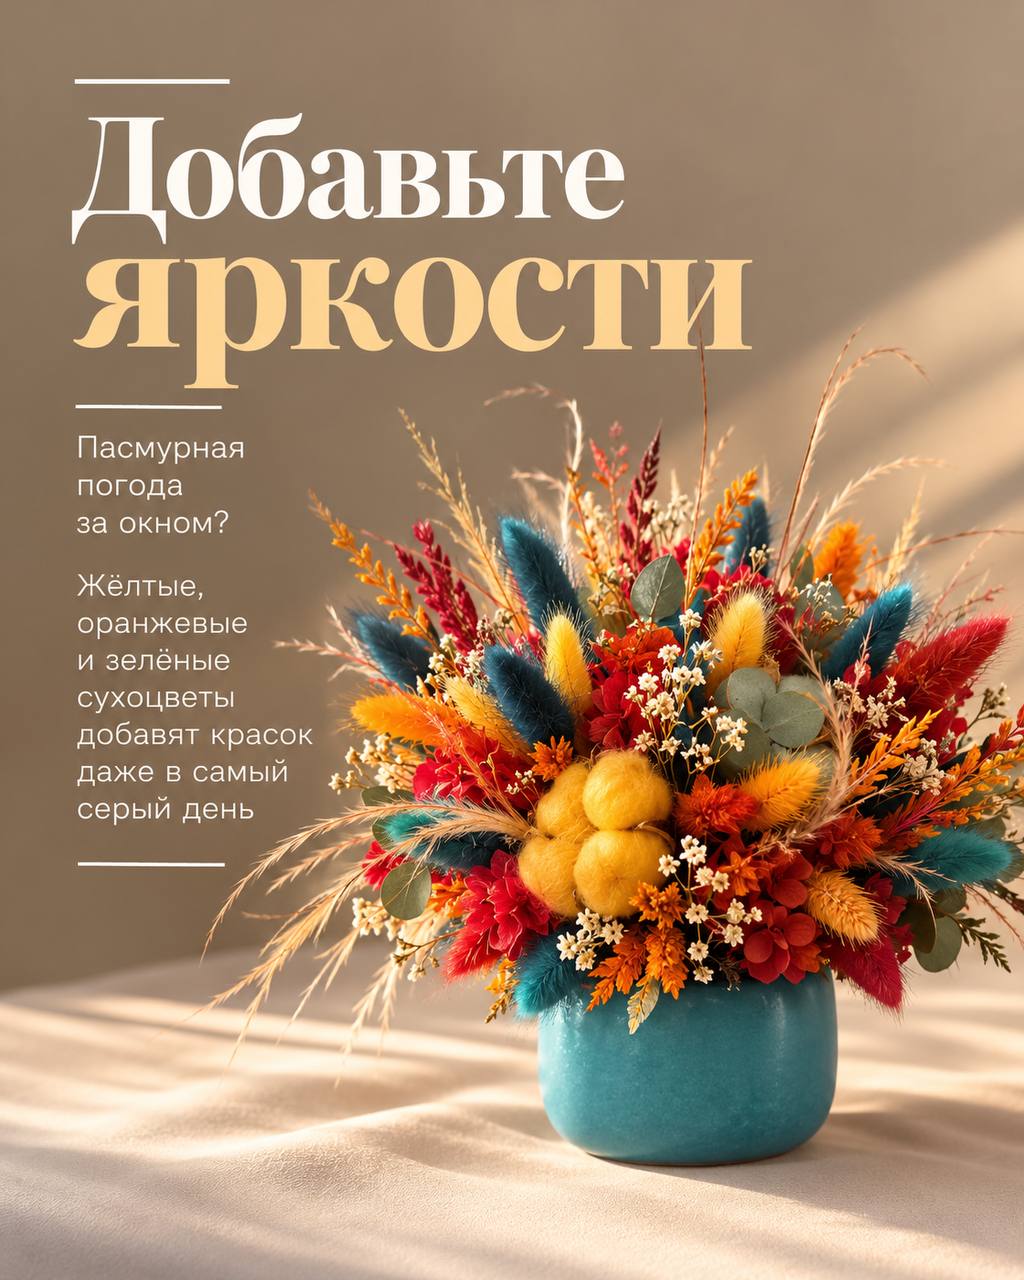 Добавьте
яркости
Пасмурная
погода
за окном?
Жёлтые,
оранжевые
и зелёные
сухоцветы
добавят красок
даже в самый
серый день